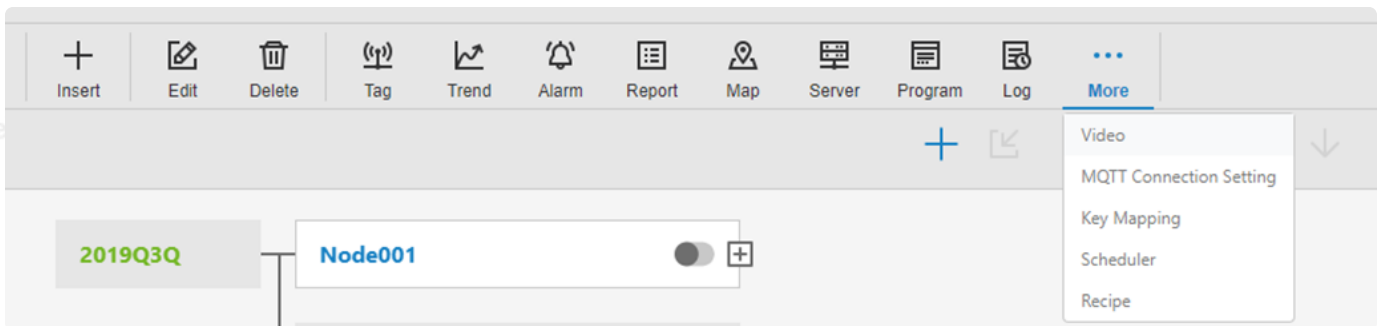 Insert Edit Delete Tag Trend Alarm Report Map Server Program Log More
Video
MQTT Connection Setting
Key Mapping
Scheduler
Recipe
2019Q3Q Node001